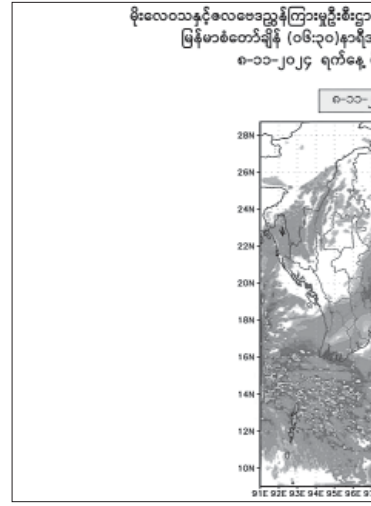 မိုးလေဝသနှင့်ဇလဗေဒညွှန်ကြားမှုဦးစီးဌာ
မြန်မာစံတော်ချိန် (၀၆:၃၀)နာရီအ
၈-၁၁-၂၀၂၄ ရက်နေ့
၈-၁၁-၂
28N
26N
24N
22N
20N
18N
16N
14N
12N
10N
91E 92E 93E 94E 95E 96E 97